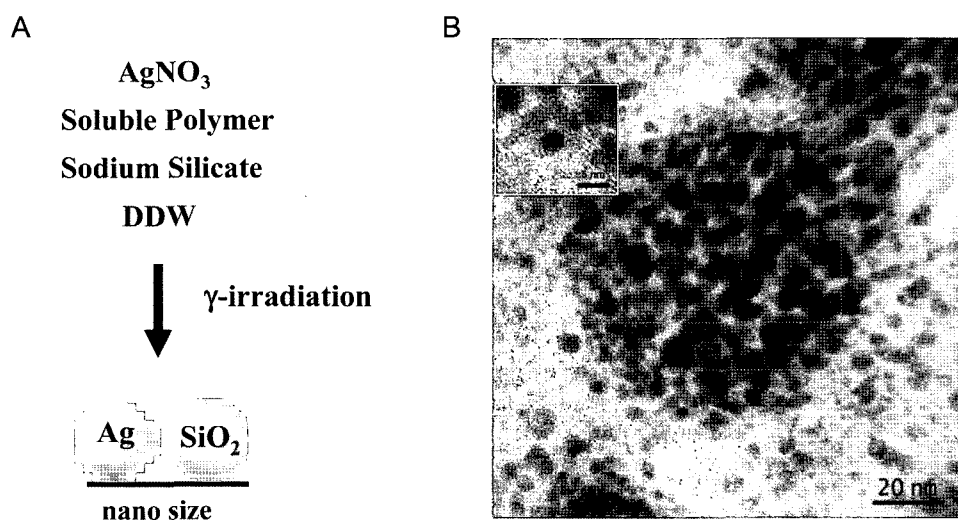 A
AgNO₃
Soluble Polymer
Sodium Silicate
DDW
γ-irradiation
Ag SiO₂
nano size
B
20 nm